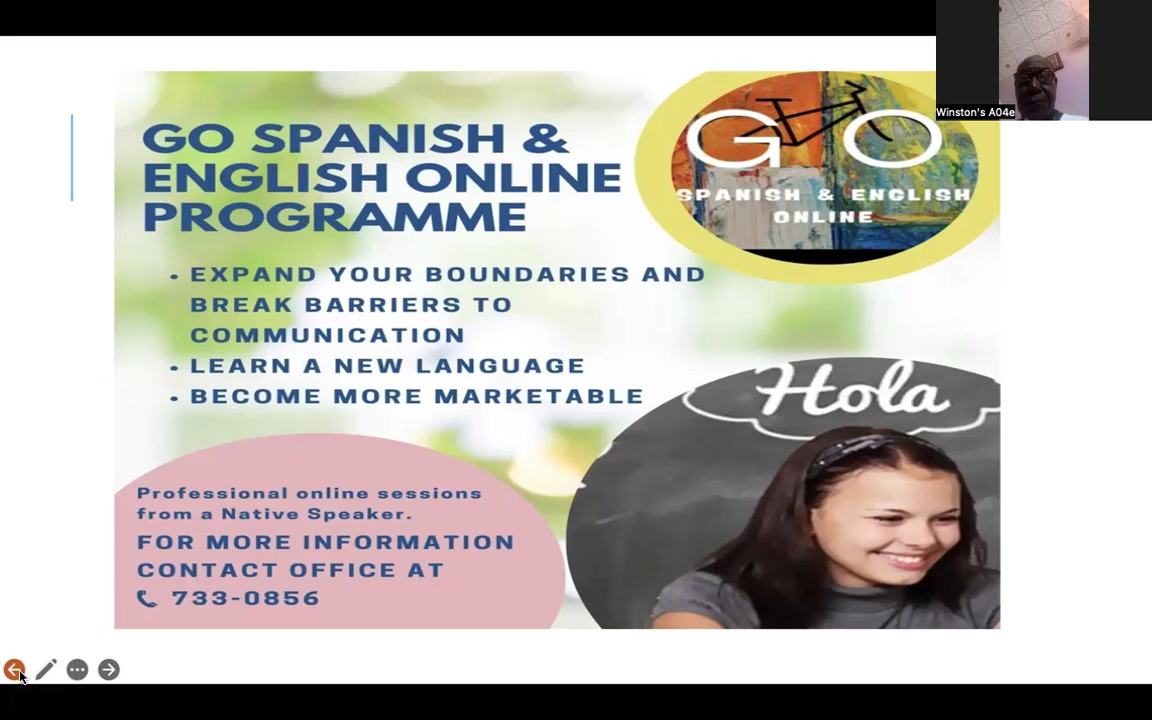 Winston's A04e
GO SPANISH &
ENGLISH ONLINE
PROGRAMME
GO
SPANISH & ENGLISH
ONLINE
• EXPAND YOUR BOUNDARIES AND
BREAK BARRIERS TO
COMMUNICATION
• LEARN A NEW LANGUAGE
• BECOME MORE MARKETABLE
Hola
Professional online sessions
from a Native Speaker.
FOR MORE INFORMATION
CONTACT OFFICE AT
733-0856